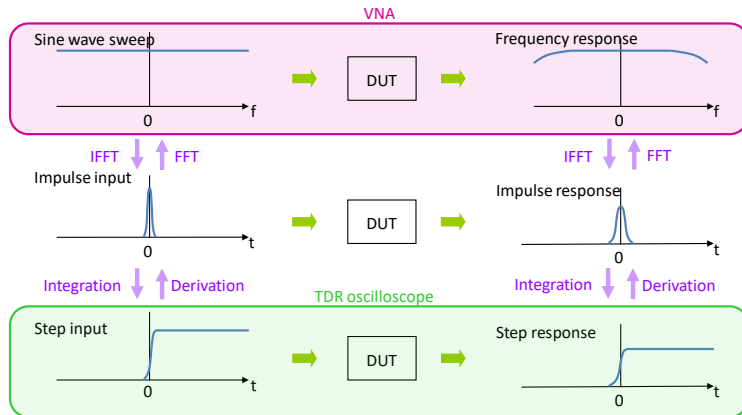 VNA
Sine wave sweep
DUT
Frequency response
0
f
0
f
IFFT
FFT
IFFT
FFT
Impulse input
DUT
Impulse response
0
t
0
t
Integration
Derivation
Integration
Derivation
TDR oscilloscope
Step input
DUT
Step response
0
t
0
t